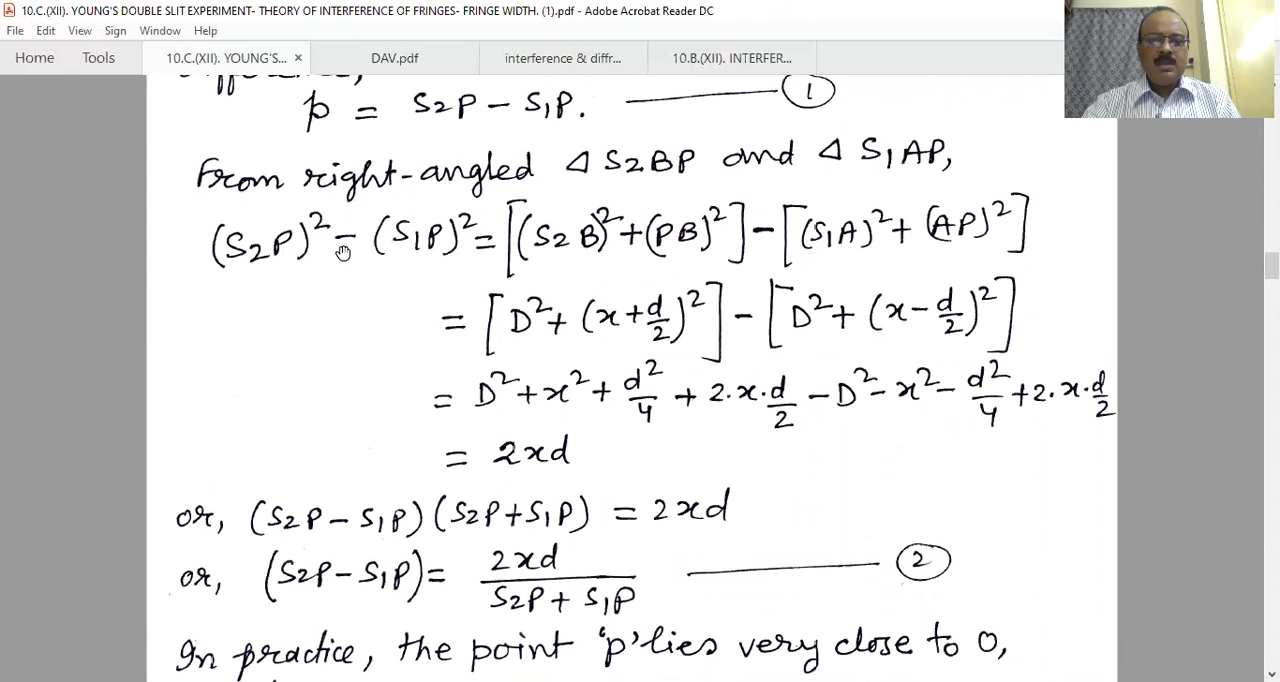 10.C.(XII). YOUNG'S DOUBLE SLIT EXPERIMENT- THEORY OF INTERFERENCE OF FRINGES- FRINGE WIDTH. (1).pdf - Adobe Acrobat Reader DC
File Edit View Sign Window Help
Home Tools 10.C.(XII). YOUNG'S... × DAV.pdf interference & diffr... 10.B.(XII). INTERFER...
p = S₂P - S₁P. ——— ①
From right-angled Δ S₂BP and Δ S₁AP,
(S₂P)² - (S₁P)² = [(S₂B)² + (PB)²] - [(S₁A)² + (AP)²]
= [D² + (x + d/2)²] - [D² + (x - d/2)²]
= D² + x² + d²/4 + 2.x.d/2 - D² - x² - d²/4 + 2.x.d/2
= 2xd
or, (S₂P - S₁P) (S₂P + S₁P) = 2xd
or, (S₂P - S₁P) = 2xd / S₂P + S₁P ——— ②
In practice, the point 'p' lies very close to O,